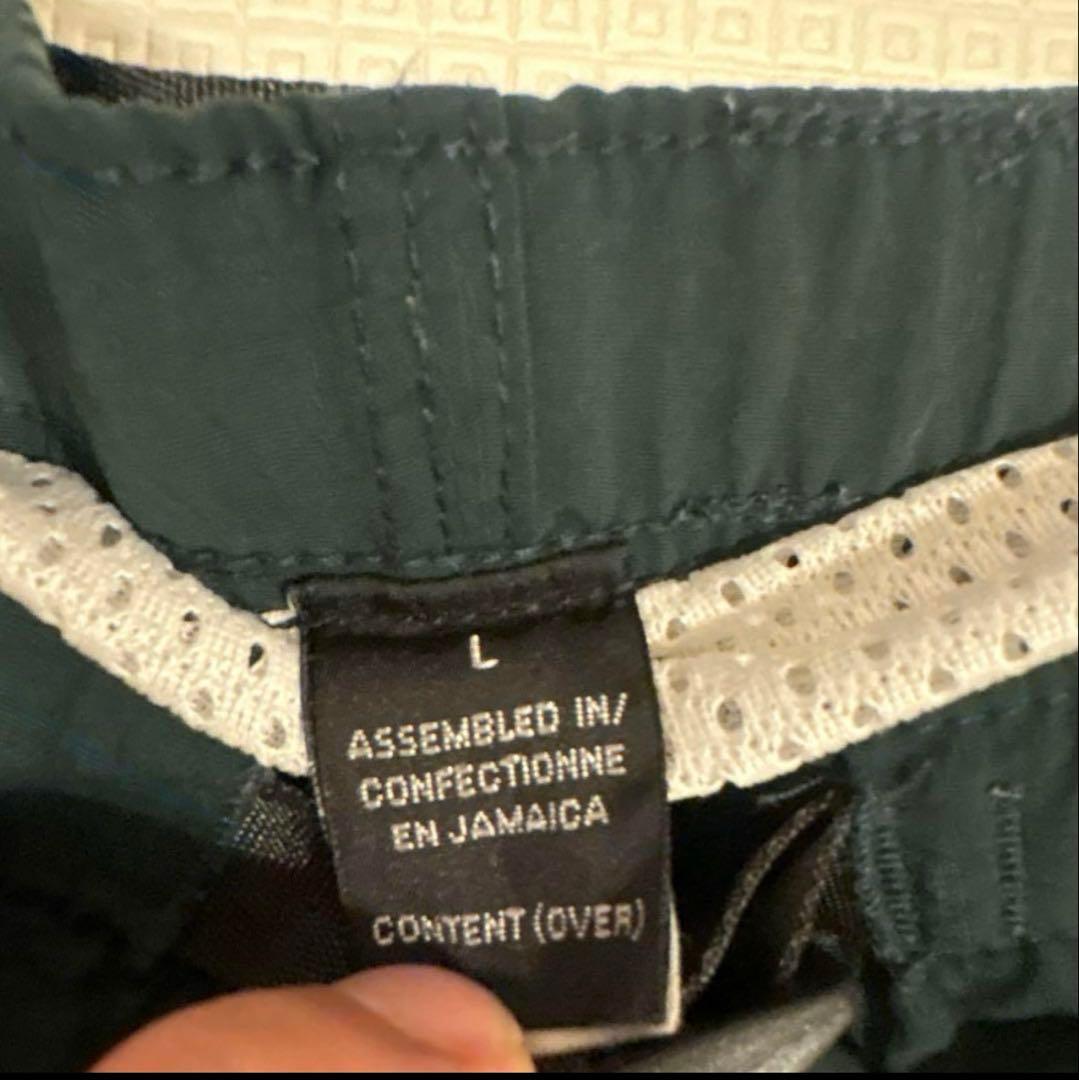 L
ASSEMBLED IN/
CONFECTIONNE
EN JAMAICA
CONTENT (OVER)